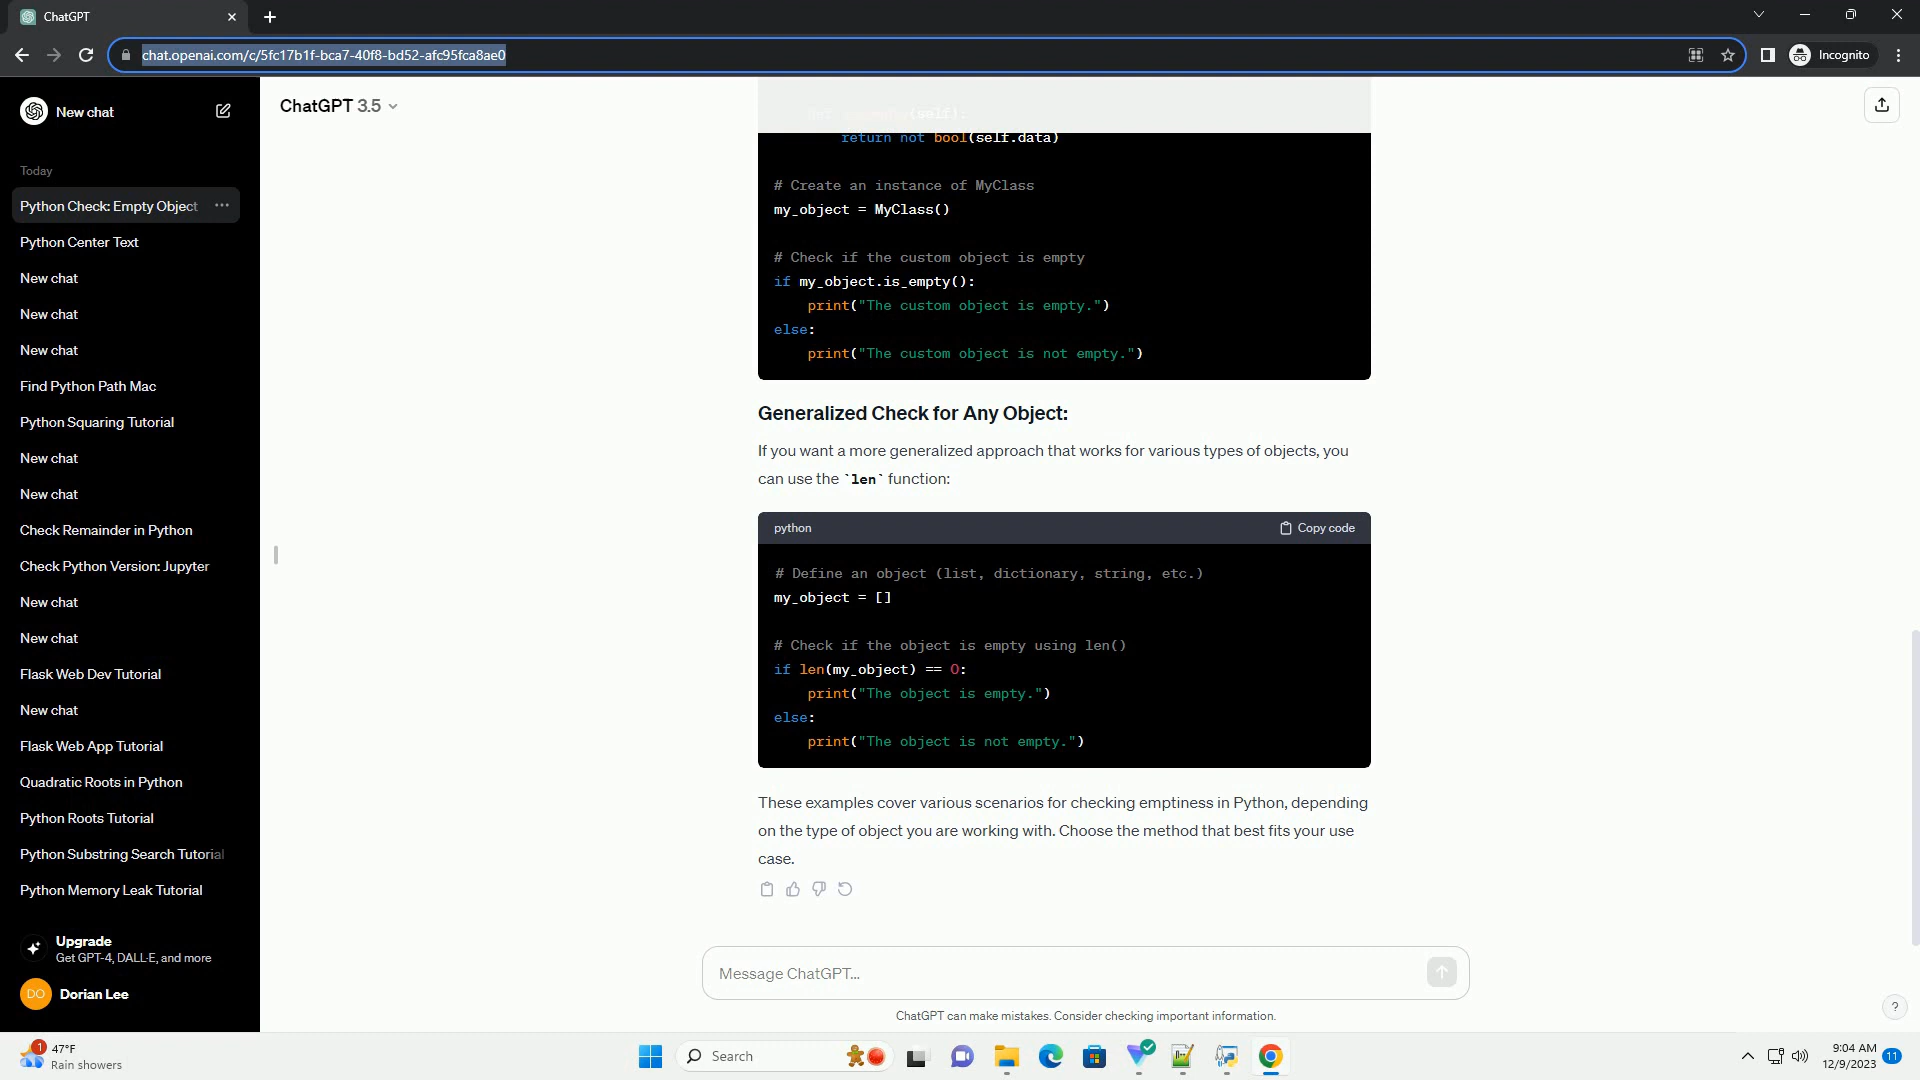 ChatGPT
chat.openai.com/c/5fc17b1f-bca7-40f8-bd52-afc95fca8ae0
Incognito
New chat
Today
Python Check: Empty Object
Python Center Text
New chat
New chat
New chat
Find Python Path Mac
Python Squaring Tutorial
New chat
New chat
Check Remainder in Python
Check Python Version: Jupyter
New chat
New chat
Flask Web Dev Tutorial
New chat
Flask Web App Tutorial
Quadratic Roots in Python
Python Roots Tutorial
Python Substring Search Tutorial
Python Memory Leak Tutorial
Upgrade
Get GPT-4, DALL·E, and more
DO
Dorian Lee
ChatGPT 3.5
(self):
return not bool(self.data)
# Create an instance of MyClass
my_object = MyClass()
# Check if the custom object is empty
if my_object.is_empty():
print("The custom object is empty.")
else:
print("The custom object is not empty.")
Generalized Check for Any Object:
If you want a more generalized approach that works for various types of objects, you
can use the `len` function:
python
Copy code
# Define an object (list, dictionary, string, etc.)
my_object = []
# Check if the object is empty using len()
if len(my_object) == 0:
print("The object is empty.")
else:
print("The object is not empty.")
These examples cover various scenarios for checking emptiness in Python, depending
on the type of object you are working with. Choose the method that best fits your use
case.
Message ChatGPT...
ChatGPT can make mistakes. Consider checking important information.
?
1
47°F
Rain showers
Search
9:04 AM
12/9/2023
11